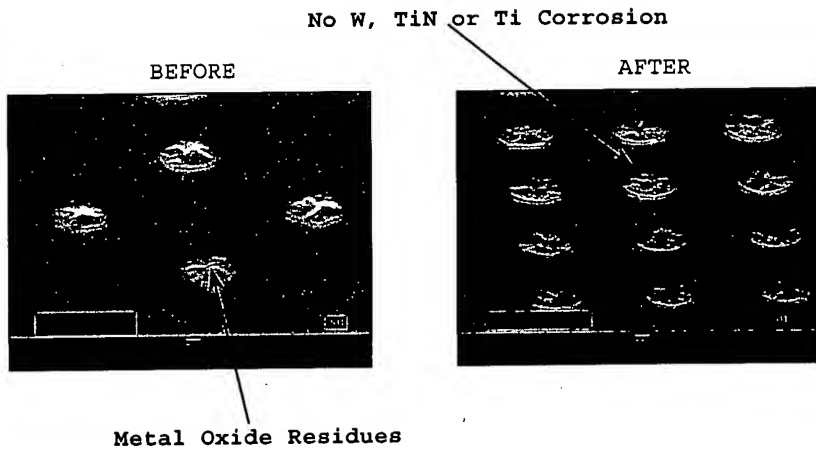 No W, TiN or Ti Corrosion
BEFORE
AFTER
Metal Oxide Residues